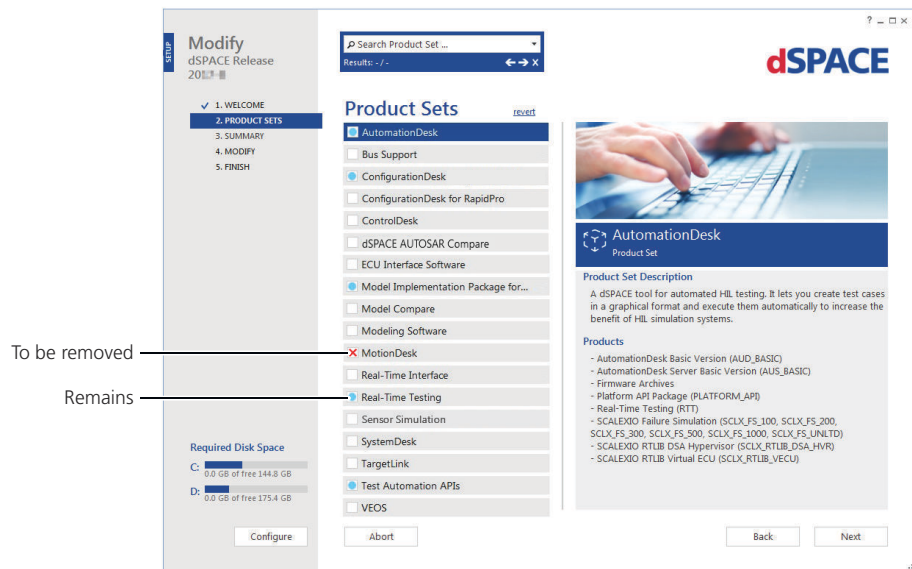 SETUP
Modify
dSPACE Release
✓ 1. WELCOME
2. PRODUCT SETS
3. SUMMARY
4. MODIFY
5. FINISH
Required Disk Space
C:
0.0 GB of free 144.8 GB
D:
0.0 GB of free 175.4 GB
Configure
Search Product Set ...
Results: - / -
← → X
Product Sets
revert
AutomationDesk
Bus Support
ConfigurationDesk
ConfigurationDesk for RapidPro
ControlDesk
dSPACE AUTOSAR Compare
ECU Interface Software
Model Implementation Package for...
Model Compare
Modeling Software
To be removed
MotionDesk
Real-Time Interface
Remains
Real-Time Testing
Sensor Simulation
SystemDesk
TargetLink
Test Automation APIs
VEOS
Abort
? – □ ×
dSPACE
AutomationDesk
Product Set
Product Set Description
A dSPACE tool for automated HIL testing. It lets you create test cases
in a graphical format and execute them automatically to increase the
benefit of HIL simulation systems.
Products
- AutomationDesk Basic Version (AUD_BASIC)
- AutomationDesk Server Basic Version (AUS_BASIC)
- Firmware Archives
- Platform API Package (PLATFORM_API)
- Real-Time Testing (RTT)
- SCALEXIO Failure Simulation (SCLX_FS_100, SCLX_FS_200,
SCLX_FS_300, SCLX_FS_500, SCLX_FS_1000, SCLX_FS_UNLTD)
- SCALEXIO RTLIB DSA Hypervisor (SCLX_RTLIB_DSA_HVR)
- SCALEXIO RTLIB Virtual ECU (SCLX_RTLIB_VECU)
Back
Next